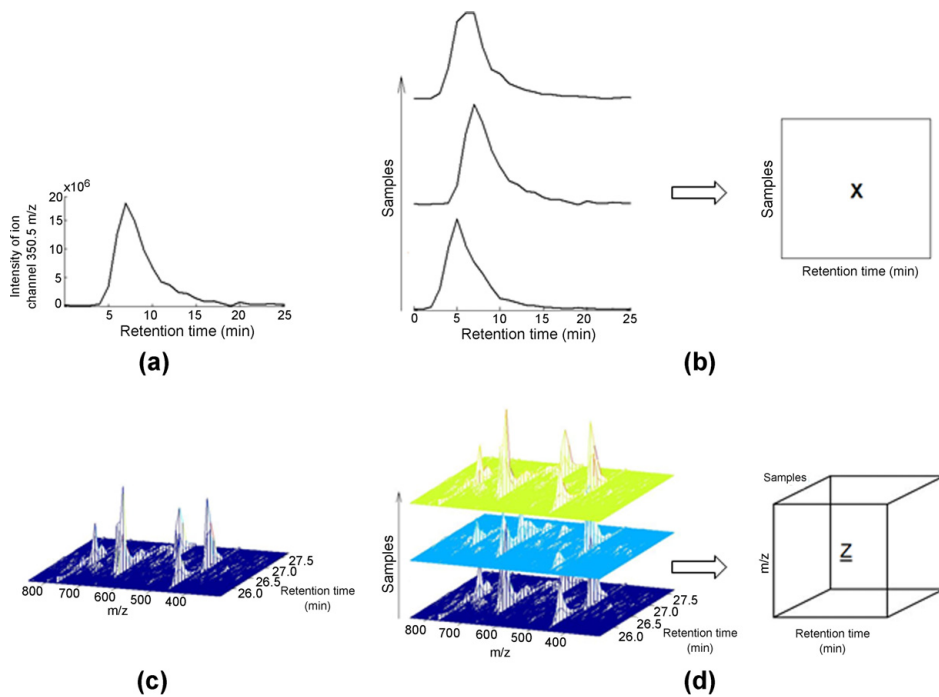 ×10⁶
20
15
10
5
0
Intensity of ion
channel 350.5 m/z
0 5 10 15 20 25
Retention time (min)
(a)
Samples
0 5 10 15 20 25
Retention time (min)
Samples
X
Retention time (min)
(b)
800 700 600 500 400
m/z
26.0 26.5 27.0 27.5
Retention time
(min)
(c)
Samples
800 700 600 500 400
m/z
26.0 26.5 27.0 27.5
Retention time
(min)
Samples
m/z
Z
Retention time
(min)
(d)